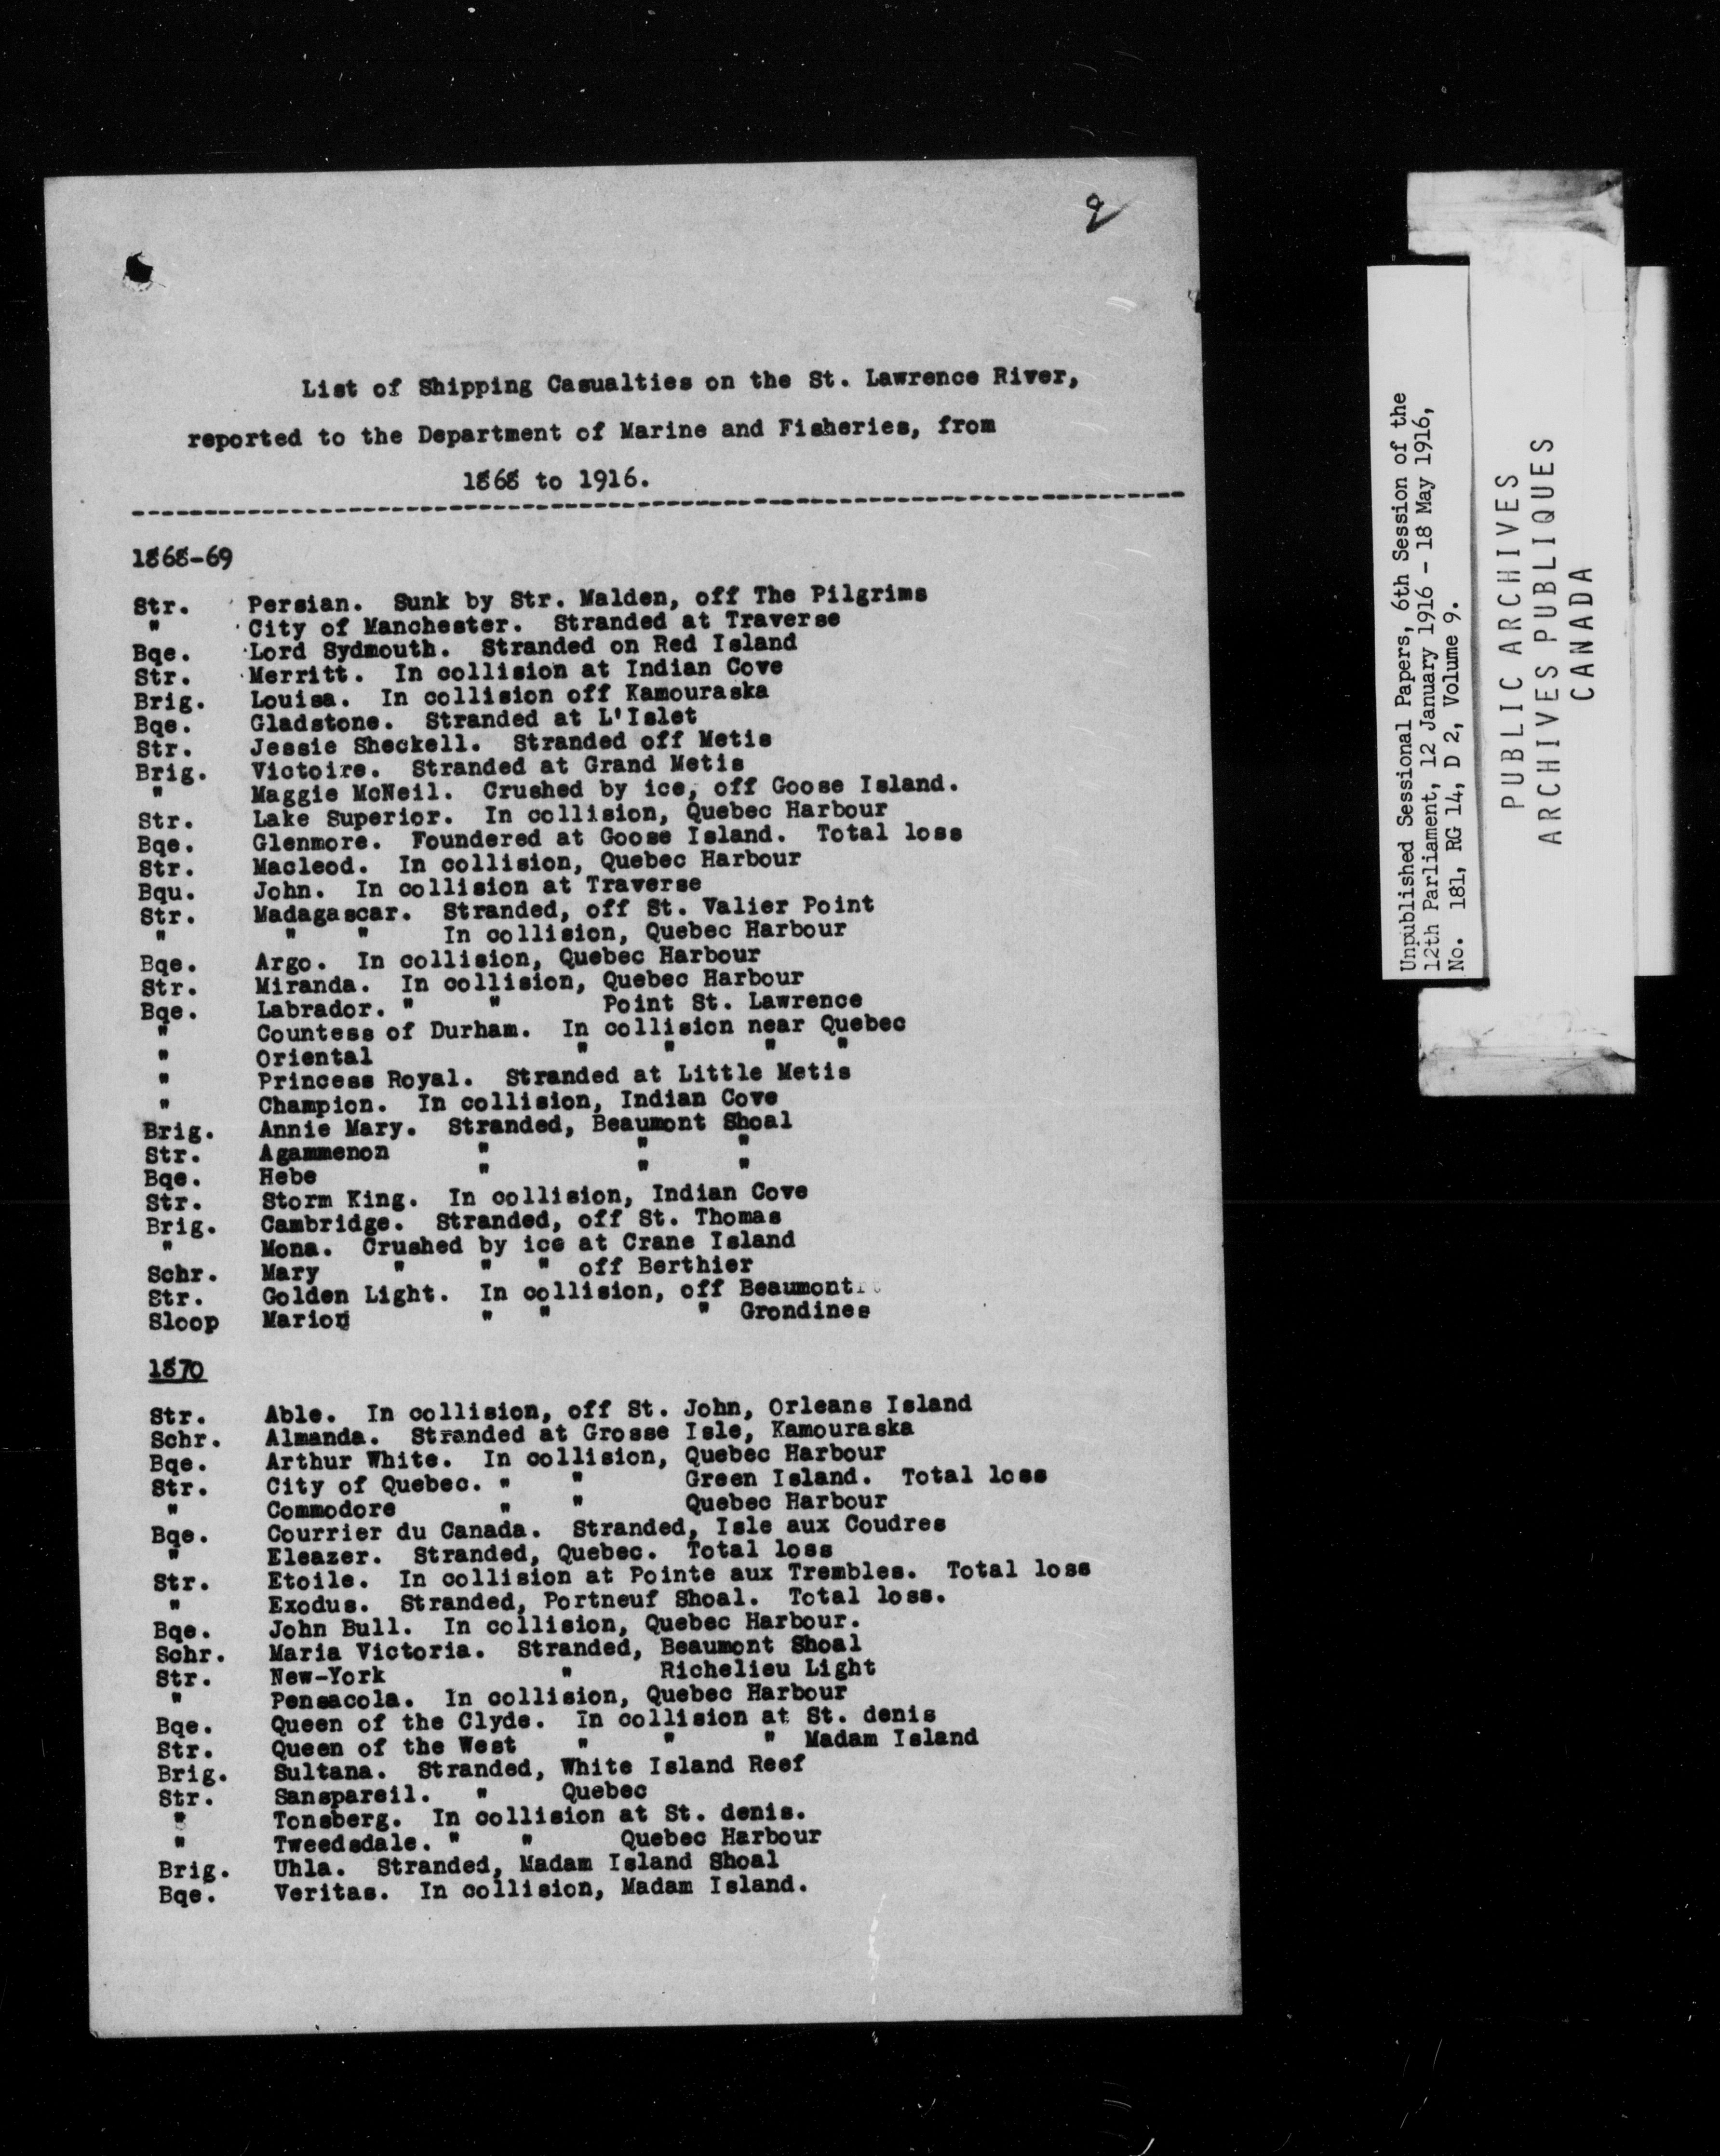 2
List of Shipping Casualties on the St. Lawrence River,
reported to the Department of Marine and Fisheries, from
1868 to 1916.
1868-69
Str. Persian. Sunk by Str. Malden, off The Pilgrims
" City of Manchester. Stranded at Traverse
Bqe. Lord Sydmouth. Stranded on Red Island
Str. Merritt. In collision at Indian Cove
Brig. Louisa. In collision off Kamouraska
Bqe. Gladstone. Stranded at L'Islet
Str. Jessie Sheckell. Stranded off Metis
Brig. Victoire. Stranded at Grand Metis
" Maggie McNeil. Crushed by ice, off Goose Island.
Str. Lake Superior. In collision, Quebec Harbour
Bqe. Glenmore. Foundered at Goose Island. Total loss
Str. Macleod. In collision, Quebec Harbour
Bqu. John. In collision at Traverse
Str. Madagascar. Stranded, off St. Valier Point
" " " In collision, Quebec Harbour
Bqe. Argo. In collision, Quebec Harbour
Str. Miranda. In collision, Quebec Harbour
Bqe. Labrador. " " Point St. Lawrence
" Countess of Durham. In collision near Quebec
" Oriental " " " "
" Princess Royal. Stranded at Little Metis
" Champion. In collision, Indian Cove
Brig. Annie Mary. Stranded, Beaumont Shoal
Str. Agammenon " " "
Bqe. Hebe " " "
Str. Storm King. In collision, Indian Cove
Brig. Cambridge. Stranded, off St. Thomas
" Mona. Crushed by ice at Crane Island
Schr. Mary " " " off Berthier
Str. Golden Light. In collision, off Beaumont
Sloop Marion " " " Grondines
1870
Str. Able. In collision, off St. John, Orleans Island
Schr. Almanda. Stranded at Grosse Isle, Kamouraska
Bqe. Arthur White. In collision, Quebec Harbour
Str. City of Quebec. " " Green Island. Total loss
" Commodore " " Quebec Harbour
Bqe. Courrier du Canada. Stranded, Isle aux Coudres
" Eleazer. Stranded, Quebec. Total loss
Str. Etoile. In collision at Pointe aux Trembles. Total loss
" Exodus. Stranded, Portneuf Shoal. Total loss.
Bqe. John Bull. In collision, Quebec Harbour.
Schr. Maria Victoria. Stranded, Beaumont Shoal
Str. New-York " Richelieu Light
" Pensacola. In collision, Quebec Harbour
Bqe. Queen of the Clyde. In collision at St. denis
Str. Queen of the West " " " Madam Island
Brig. Sultana. Stranded, White Island Reef
Str. Sanspareil. " Quebec
" Tonsberg. In collision at St. denis.
" Tweedsdale. " " Quebec Harbour
Brig. Uhla. Stranded, Madam Island Shoal
Bqe. Veritas. In collision, Madam Island.
Unpublished Sessional Papers, 6th Session of the
12th Parliament, 12 January 1916 - 18 May 1916,
No. 181, RG 14, D 2, Volume 9.
PUBLIC ARCHIVES
ARCHIVES PUBLIQUES
CANADA